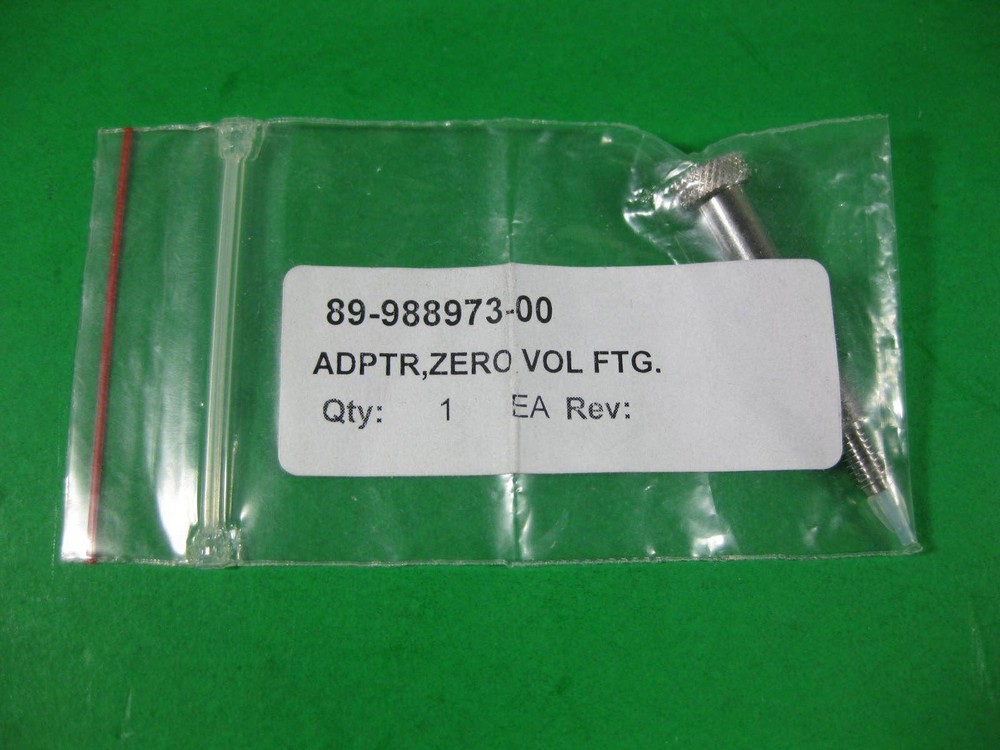 89-988973-00
ADPTR,ZERO VOL FTG.
Qty: 1 EA Rev: